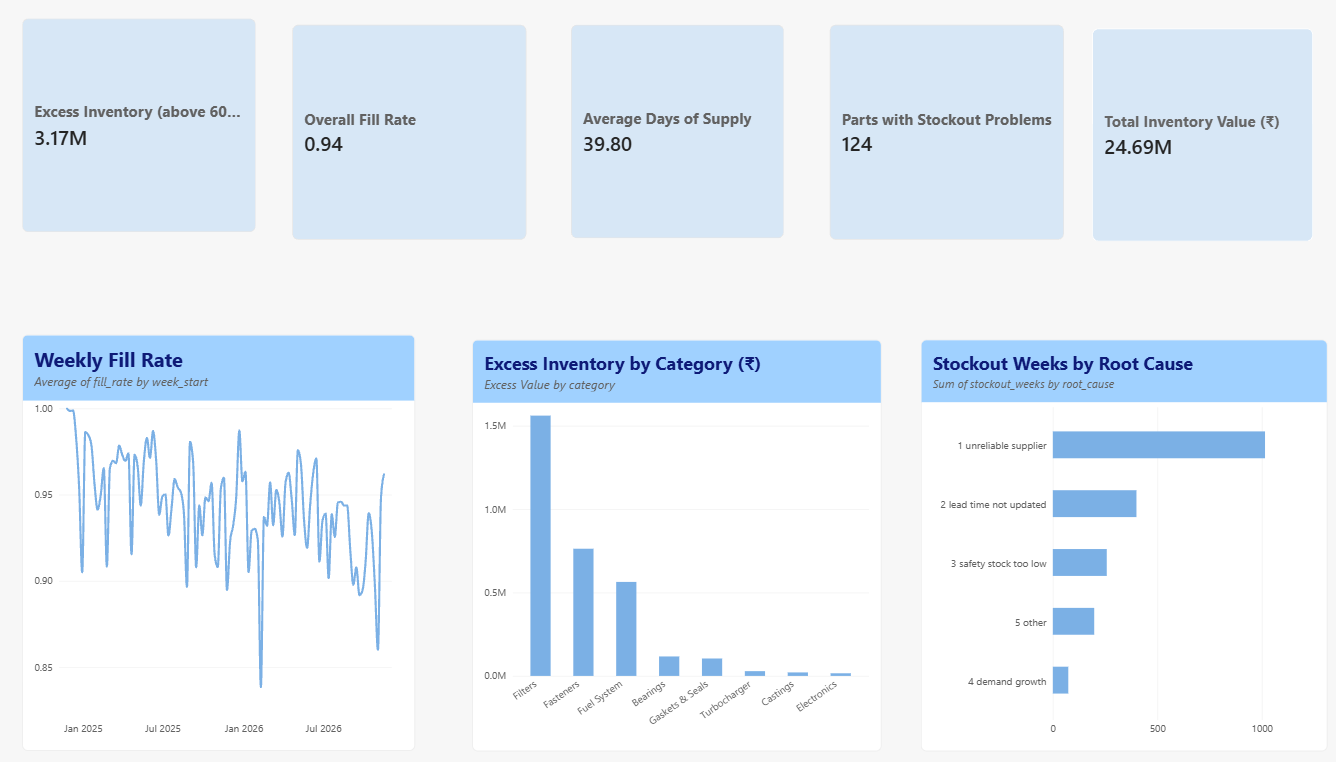 Excess Inventory (above 60...
3.17M
Overall Fill Rate
0.94
Average Days of Supply
39.80
Parts with Stockout Problems
124
Total Inventory Value (₹)
24.69M
Weekly Fill Rate
Average of fill_rate by week_start
1.00
0.95
0.90
0.85
Jan 2025
Jul 2025
Jan 2026
Jul 2026
Excess Inventory by Category (₹)
Excess Value by category
1.5M
1.0M
0.5M
0.0M
Filters
Fasteners
Fuel System
Bearings
Gaskets & Seals
Turbocharger
Castings
Electronics
Stockout Weeks by Root Cause
Sum of stockout_weeks by root_cause
1 unreliable supplier
2 lead time not updated
3 safety stock too low
5 other
4 demand growth
0
500
1000